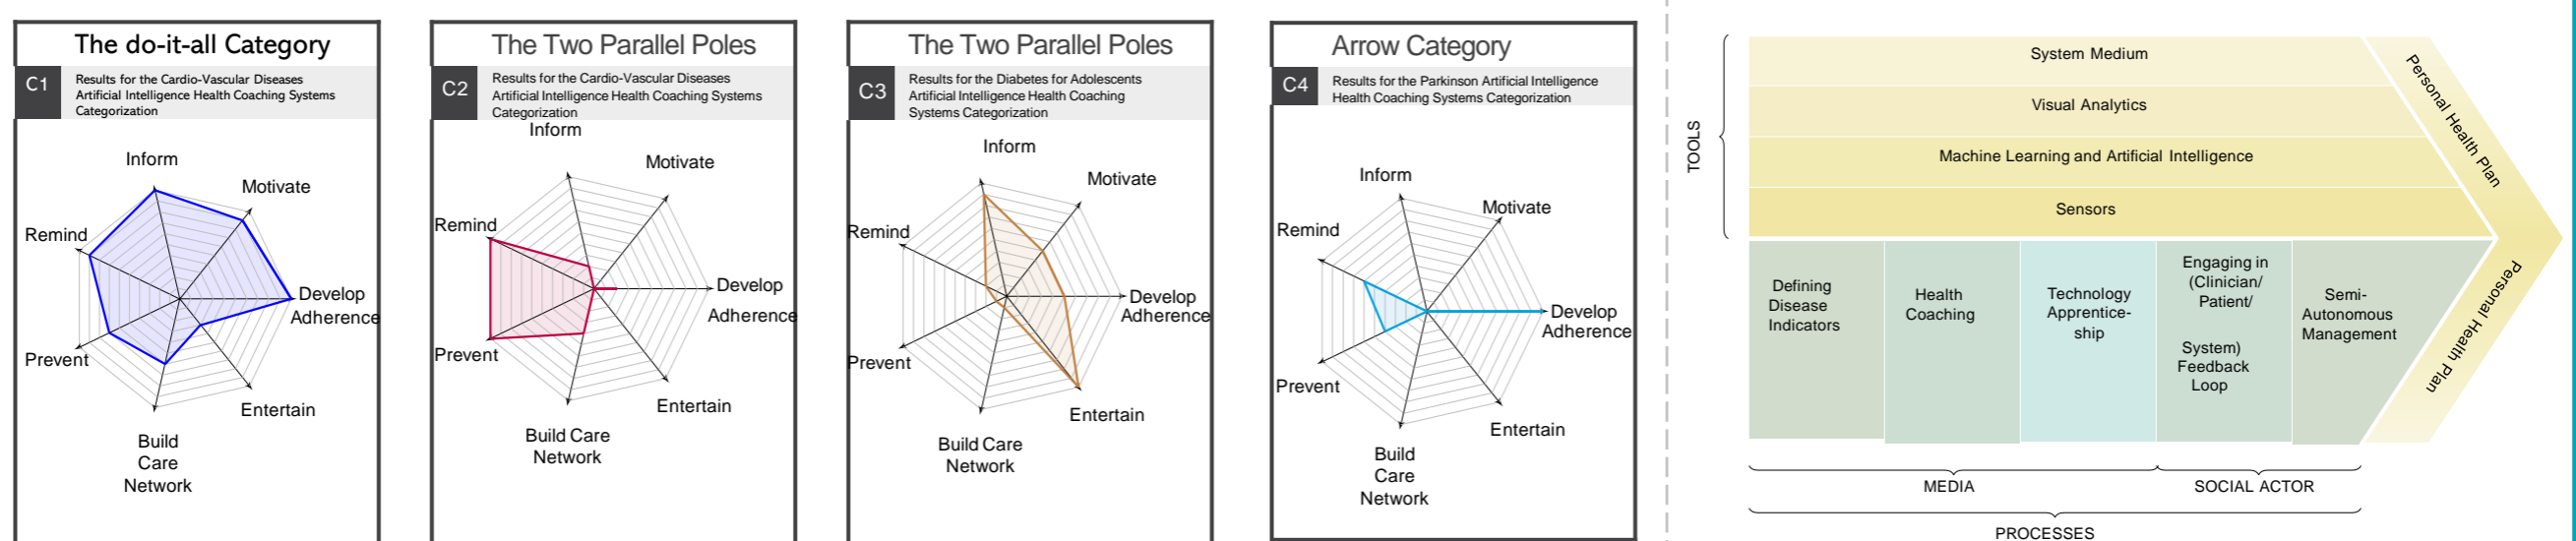 The do-it-all Category
C1
Results for the Cardio-Vascular Diseases
Artificial Intelligence Health Coaching Systems
Categorization
Inform
Motivate
Remind
Develop
Adherence
Prevent
Entertain
Build
Care
Network
The Two Parallel Poles
C2
Results for the Cardio-Vascular Diseases
Artificial Intelligence Health Coaching Systems
Categorization
Inform
Motivate
Remind
Develop
Adherence
Prevent
Entertain
Build Care
Network
The Two Parallel Poles
C3
Results for the Diabetes for Adolescents
Artificial Intelligence Health Coaching
Systems Categorization
Inform
Motivate
Remind
Develop
Adherence
Prevent
Entertain
Build Care
Network
Arrow Category
C4
Results for the Parkinson Artificial Intelligence
Health Coaching Systems Categorization
Inform
Motivate
Remind
Develop
Adherence
Prevent
Entertain
Build
Care
Network
TOOLS
System Medium
Visual Analytics
Machine Learning and Artificial Intelligence
Sensors
Personal Health Plan
Personal Health Plan
Defining
Disease
Indicators
Health
Coaching
Technology
Apprentice-
ship
Engaging in
(Clinician/
Patient/
System)
Feedback
Loop
Semi-
Autonomous
Management
MEDIA
SOCIAL ACTOR
PROCESSES